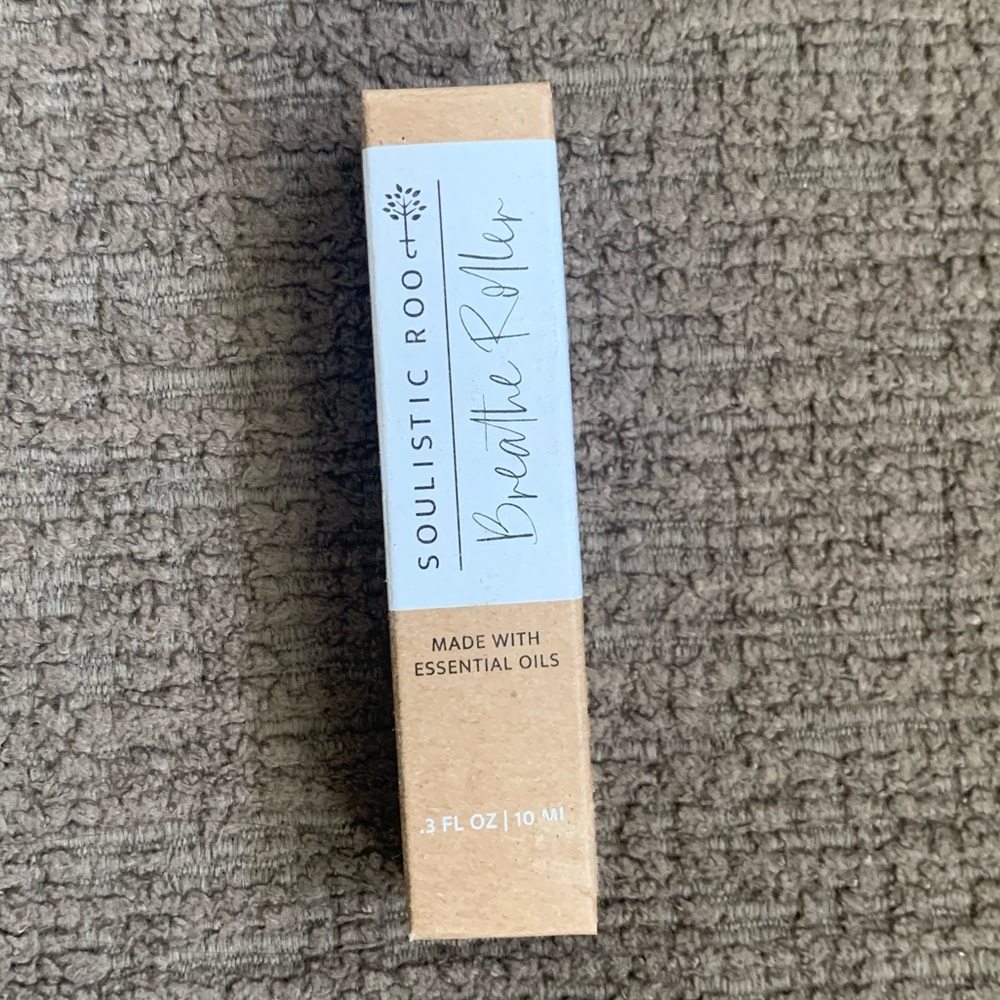 SOULISTIC ROOT
Breathe Roller
MADE WITH
ESSENTIAL OILS
.3 FL OZ | 10 Ml